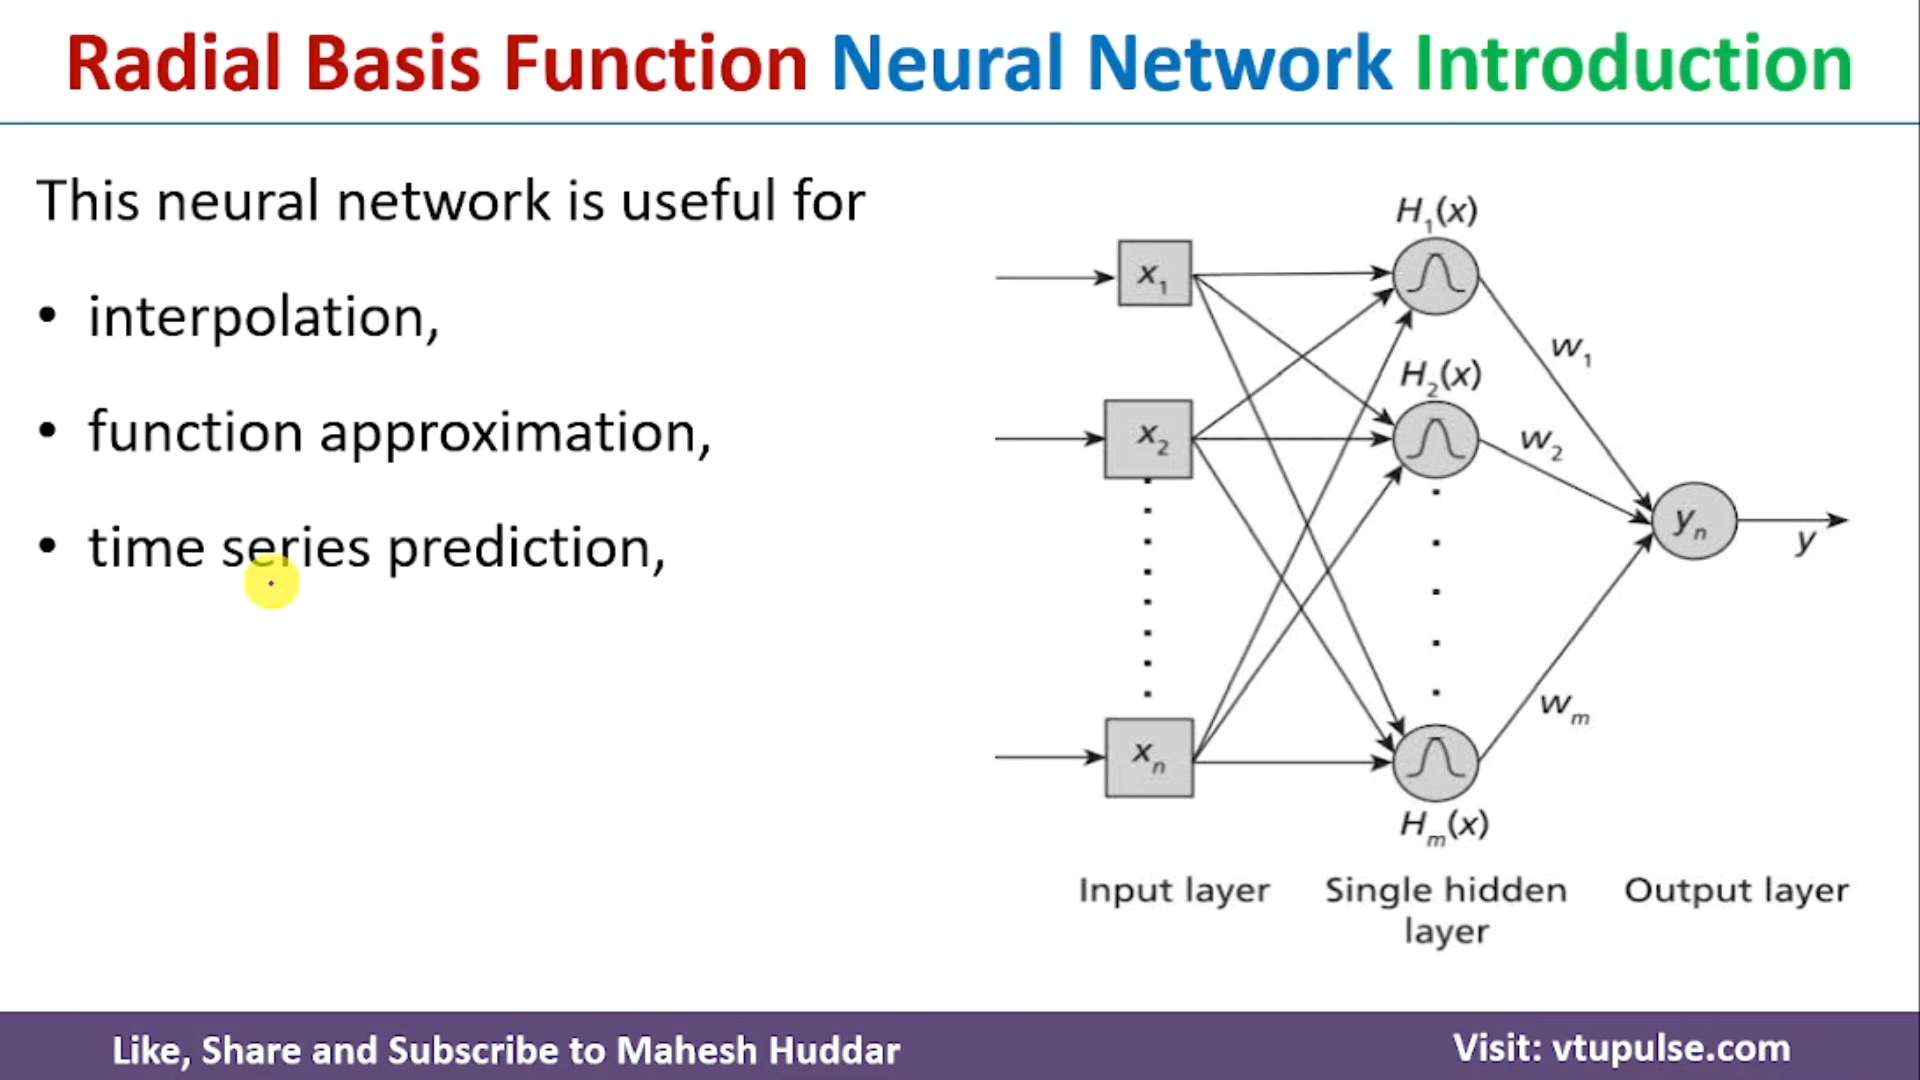 Radial Basis Function Neural Network Introduction
This neural network is useful for
• interpolation,
• function approximation,
• time series prediction,
H₁(x)
x₁
w₁
H₂(x)
x₂
w₂
yₙ
y
wₘ
xₙ
Hₘ(x)
Input layer
Single hidden
layer
Output layer
Like, Share and Subscribe to Mahesh Huddar
Visit: vtupulse.com